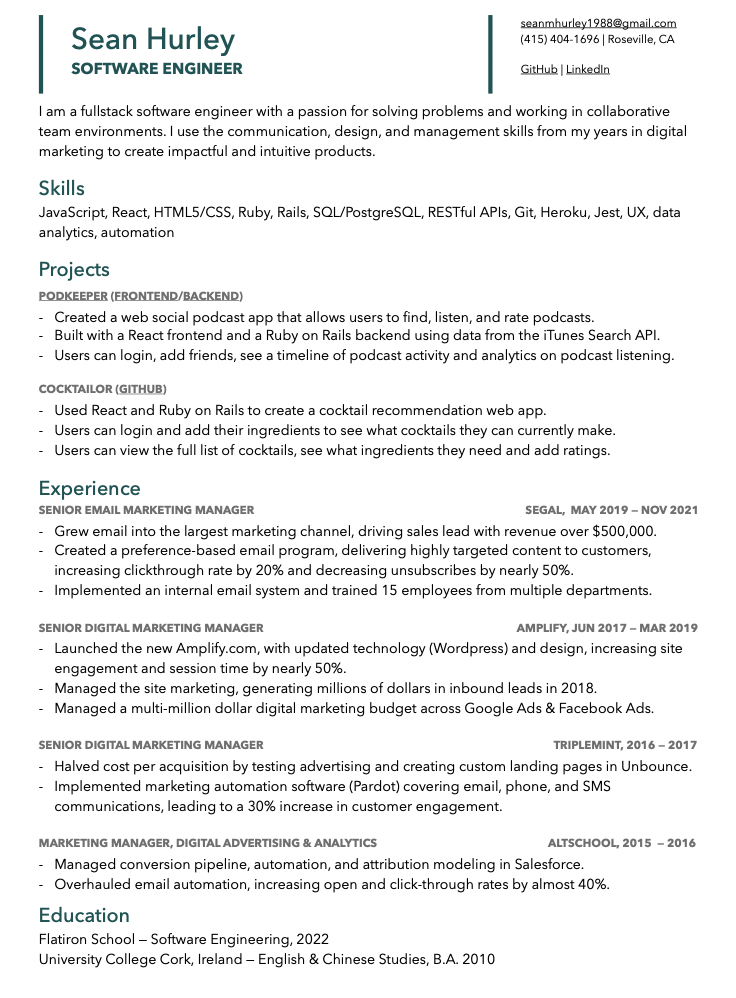 Sean Hurley
SOFTWARE ENGINEER
seanmhurley1988@gmail.com
(415) 404-1696 | Roseville, CA
GitHub | LinkedIn
I am a fullstack software engineer with a passion for solving problems and working in collaborative
team environments. I use the communication, design, and management skills from my years in digital
marketing to create impactful and intuitive products.
Skills
JavaScript, React, HTML5/CSS, Ruby, Rails, SQL/PostgreSQL, RESTful APIs, Git, Heroku, Jest, UX, data
analytics, automation
Projects
PODKEEPER (FRONTEND/BACKEND)
- Created a web social podcast app that allows users to find, listen, and rate podcasts.
- Built with a React frontend and a Ruby on Rails backend using data from the iTunes Search API.
- Users can login, add friends, see a timeline of podcast activity and analytics on podcast listening.
COCKTAILOR (GITHUB)
- Used React and Ruby on Rails to create a cocktail recommendation web app.
- Users can login and add their ingredients to see what cocktails they can currently make.
- Users can view the full list of cocktails, see what ingredients they need and add ratings.
Experience
SENIOR EMAIL MARKETING MANAGER SEGAL, MAY 2019 – NOV 2021
- Grew email into the largest marketing channel, driving sales lead with revenue over $500,000.
- Created a preference-based email program, delivering highly targeted content to customers,
increasing clickthrough rate by 20% and decreasing unsubscribes by nearly 50%.
- Implemented an internal email system and trained 15 employees from multiple departments.
SENIOR DIGITAL MARKETING MANAGER AMPLIFY, JUN 2017 – MAR 2019
- Launched the new Amplify.com, with updated technology (Wordpress) and design, increasing site
engagement and session time by nearly 50%.
- Managed the site marketing, generating millions of dollars in inbound leads in 2018.
- Managed a multi-million dollar digital marketing budget across Google Ads & Facebook Ads.
SENIOR DIGITAL MARKETING MANAGER TRIPLEMINT, 2016 – 2017
- Halved cost per acquisition by testing advertising and creating custom landing pages in Unbounce.
- Implemented marketing automation software (Pardot) covering email, phone, and SMS
communications, leading to a 30% increase in customer engagement.
MARKETING MANAGER, DIGITAL ADVERTISING & ANALYTICS ALTSCHOOL, 2015 – 2016
- Managed conversion pipeline, automation, and attribution modeling in Salesforce.
- Overhauled email automation, increasing open and click-through rates by almost 40%.
Education
Flatiron School – Software Engineering, 2022
University College Cork, Ireland – English & Chinese Studies, B.A. 2010